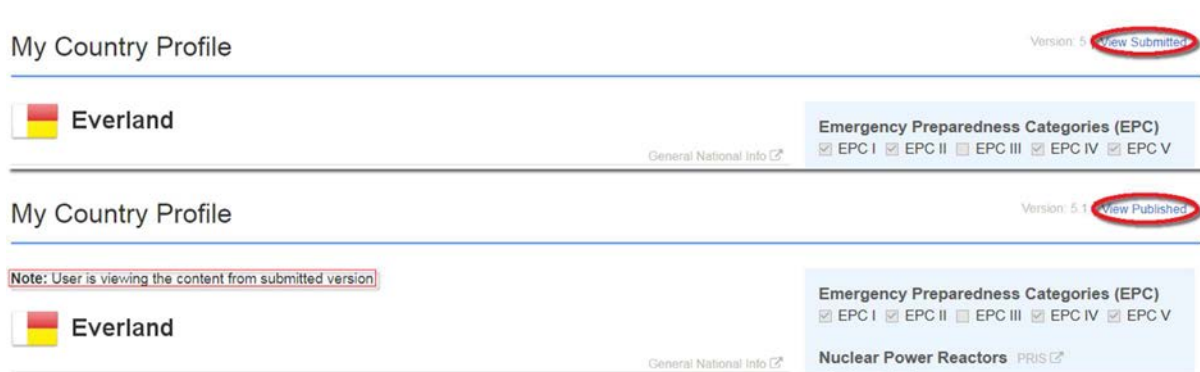 My Country Profile
Version: 5 View Submitted
Everland
Emergency Preparedness Categories (EPC)
EPC I EPC II EPC III EPC IV EPC V
General National Info
My Country Profile
Version: 5.1 View Published
Note: User is viewing the content from submitted version
Emergency Preparedness Categories (EPC)
EPC I EPC II EPC III EPC IV EPC V
Everland
Nuclear Power Reactors PRIS
General National Info